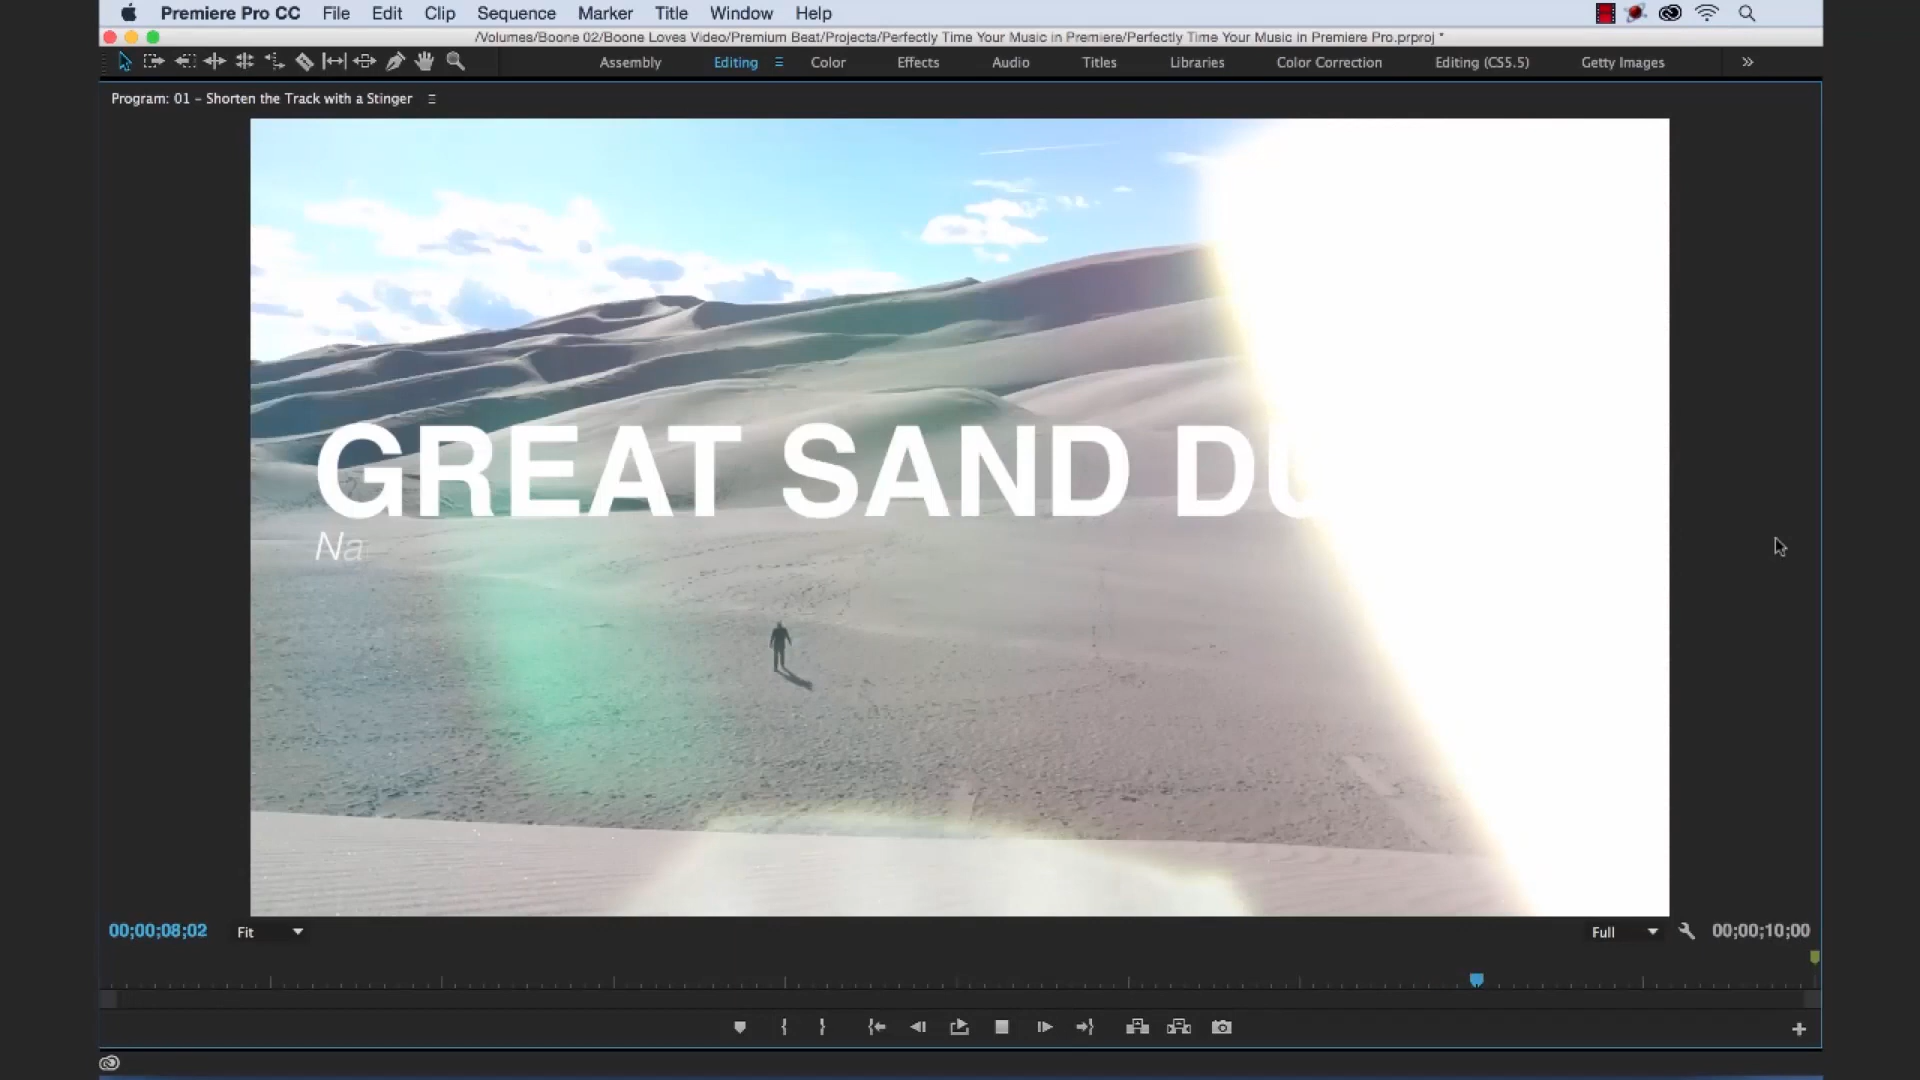 Premiere Pro CC File Edit Clip Sequence Marker Title Window Help
/Volumes/Boone 02/Boone Loves Video/Premium Beat/Projects/Perfectly Time Your Music in Premiere/Perfectly Time Your Music in Premiere Pro.prproj *
Assembly Editing Color Effects Audio Titles Libraries Color Correction Editing (CS5.5) Getty Images
Program: 01 - Shorten the Track with a Stinger
GREAT SAND DU
Na
00;00;08;02 Fit Full 00;00;10;00